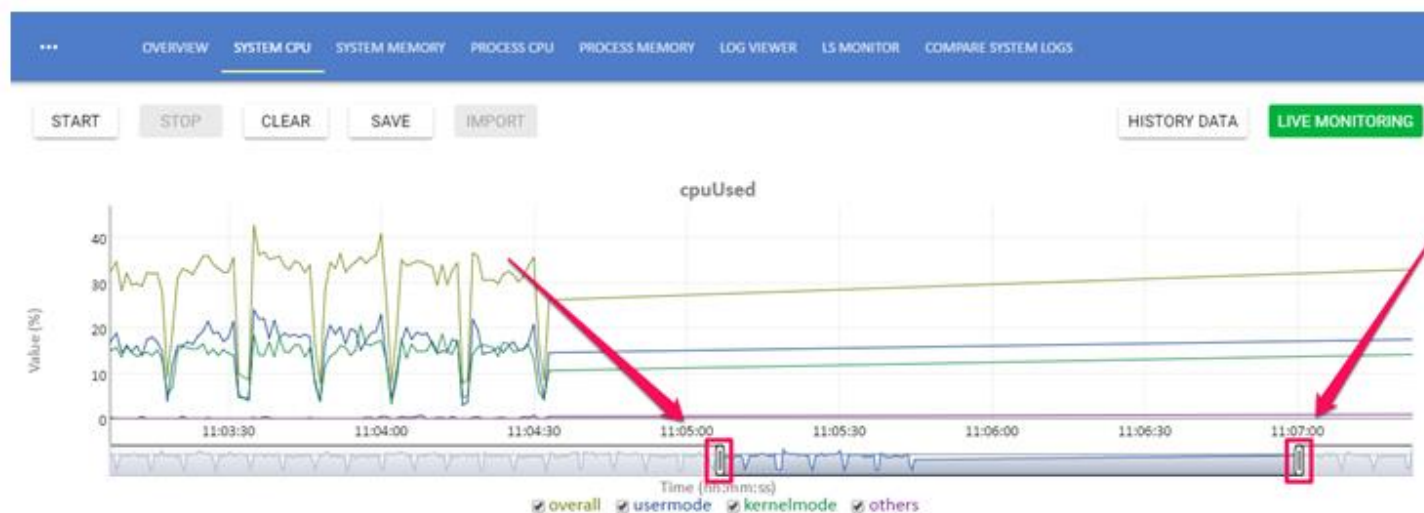 ... OVERVIEW SYSTEM CPU SYSTEM MEMORY PROCESS CPU PROCESS MEMORY LOG VIEWER LS MONITOR COMPARE SYSTEM LOGS
START STOP CLEAR SAVE IMPORT HISTORY DATA LIVE MONITORING
cpuUsed
Value (%)
40
30
20
10
0
11:03:30 11:04:00 11:04:30 11:05:00 11:05:30 11:06:00 11:06:30 11:07:00
Time (hh:mm:ss)
overall usermode kernelmode others